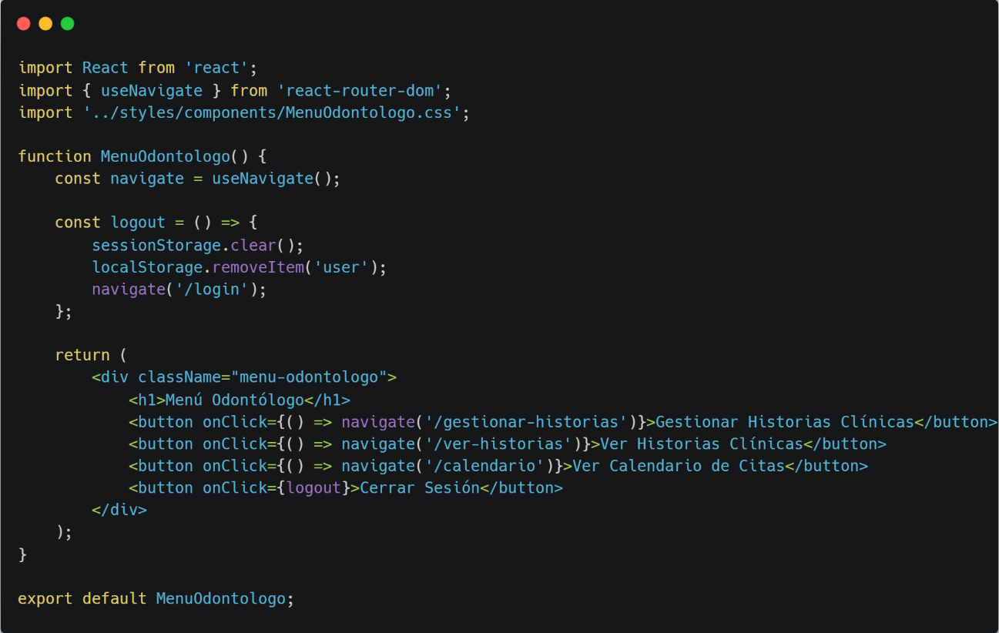 import React from 'react';
import { useNavigate } from 'react-router-dom';
import '../styles/components/MenuOdontologo.css';

function MenuOdontologo() {
    const navigate = useNavigate();

    const logout = () => {
        sessionStorage.clear();
        localStorage.removeItem('user');
        navigate('/login');
    };

    return (
        <div className="menu-odontologo">
            <h1>Menú Odontólogo</h1>
            <button onClick={() => navigate('/gestionar-historias')}>Gestionar Historias Clínicas</button>
            <button onClick={() => navigate('/ver-historias')}>Ver Historias Clínicas</button>
            <button onClick={() => navigate('/calendario')}>Ver Calendario de Citas</button>
            <button onClick={logout}>Cerrar Sesión</button>
        </div>
    );
}

export default MenuOdontologo;